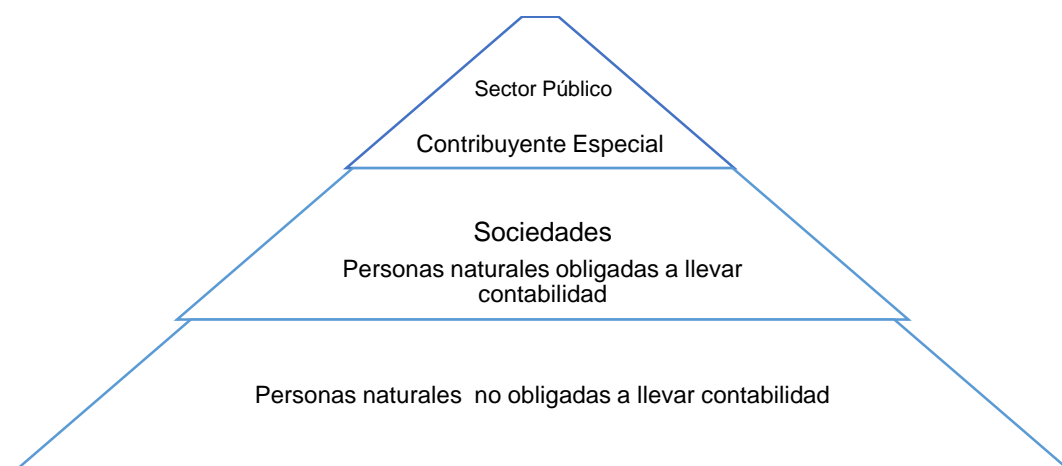 Sector Público
Contribuyente Especial
Sociedades
Personas naturales obligadas a llevar
contabilidad
Personas naturales  no obligadas a llevar contabilidad